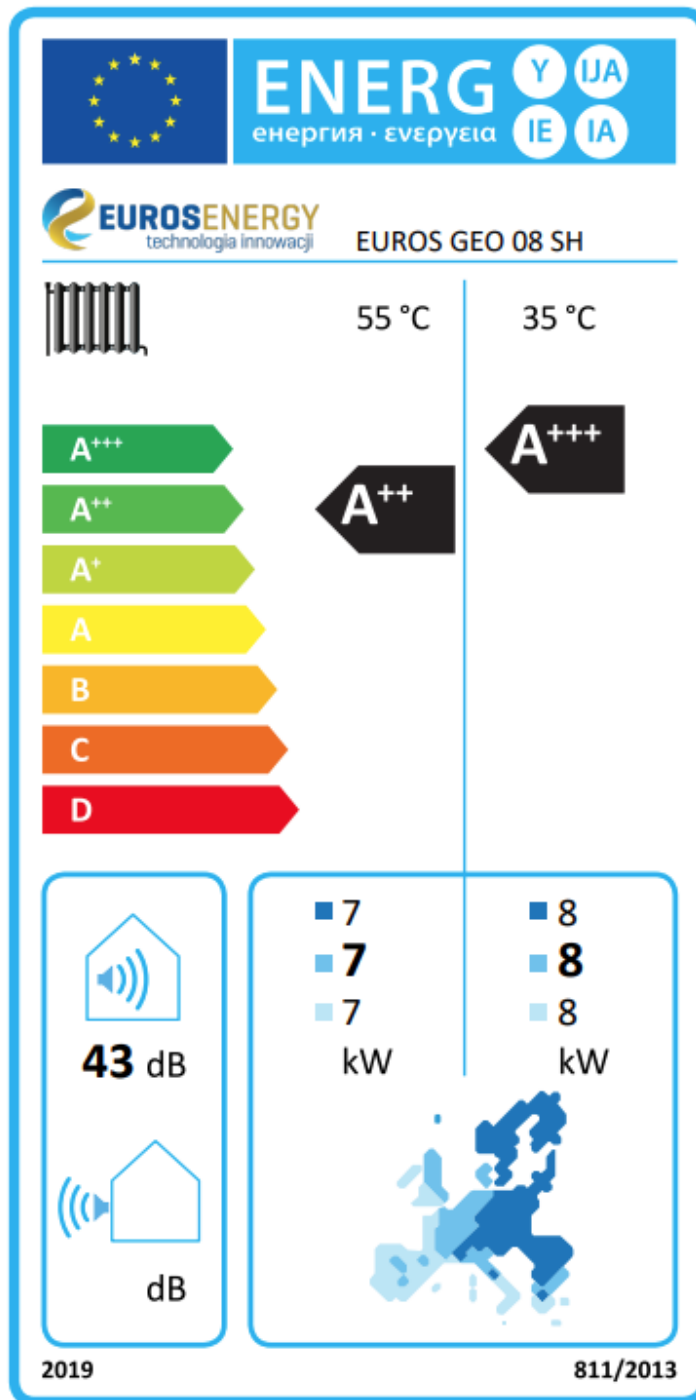 ENERG Y IJA
енергия · ενεργεια IE IA
EUROSENERGY
technologia innowacji
EUROS GEO 08 SH
55 °C 35 °C
A+++
A+++
A++
A++
A+
A
B
C
D
7 8
7 8
7 8
kW kW
43 dB
dB
2019 811/2013